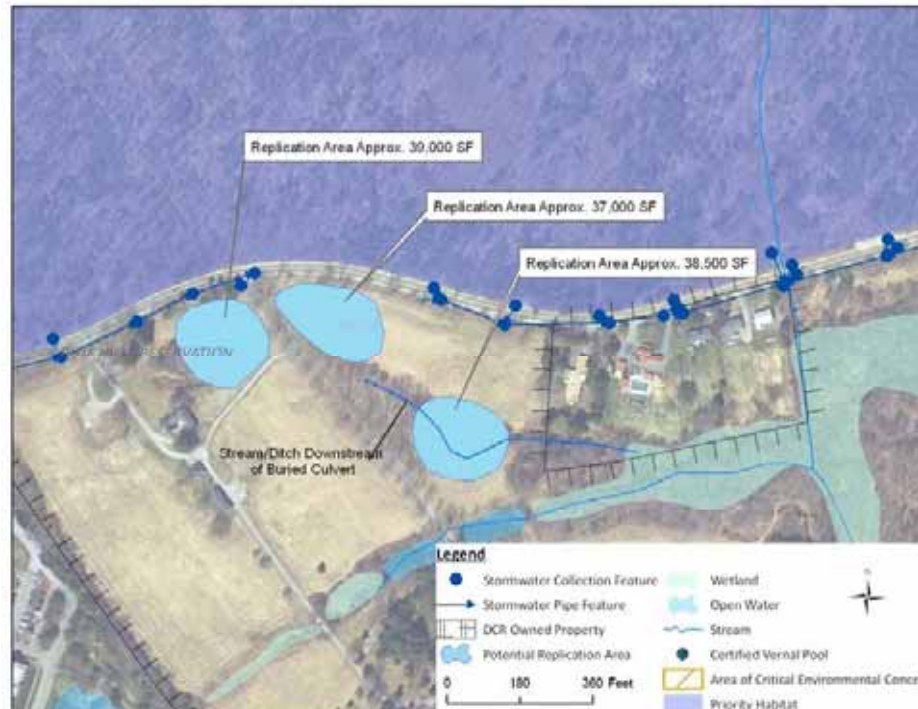 Replication Area Approx. 39,000 SF
Replication Area Approx. 37,000 SF
Replication Area Approx. 38,500 SF
Stream/Ditch Downstream
of Buried Culvert
Legend
Stormwater Collection Feature
Stormwater Pipe Feature
DCR Owned Property
Potential Replication Area
0 180 360 Feet
Wetland
Open Water
Stream
Certified Vernal Pool
Area of Critical Environmental Conce
Priority Habitat